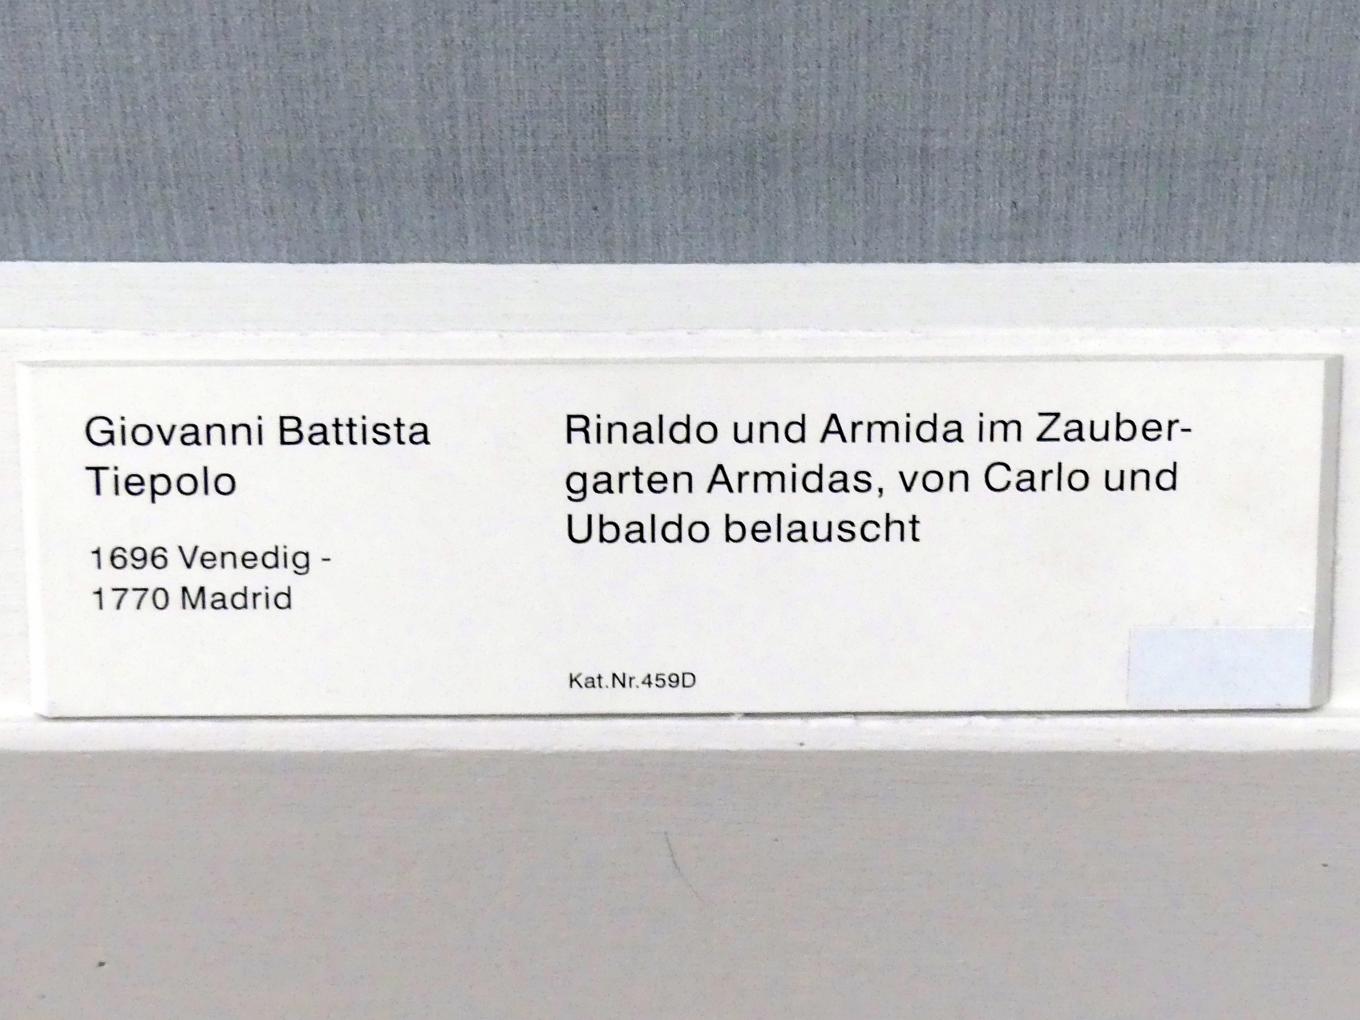 Giovanni Battista
Tiepolo
1696 Venedig -
1770 Madrid
Rinaldo und Armida im Zauber-
garten Armidas, von Carlo und
Ubaldo belauscht
Kat.Nr.459D